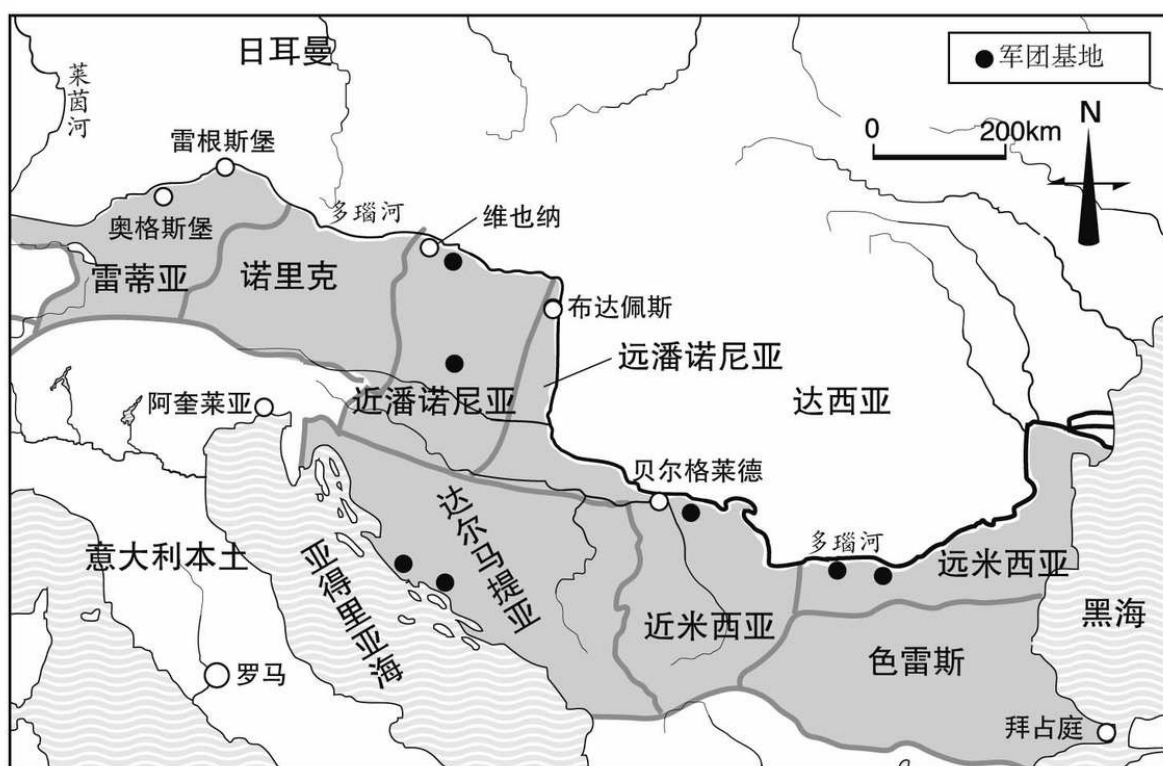 日耳曼
莱茵河
军团基地
N
0
200km
雷根斯堡
奥格斯堡
多瑙河
维也纳
雷蒂亚
诺里克
布达佩斯
远潘诺尼亚
近潘诺尼亚
达西亚
阿奎莱亚
贝尔格莱德
达尔马提亚
意大利本土
亚得里亚海
多瑙河
远米西亚
近米西亚
黑海
色雷斯
罗马
拜占庭